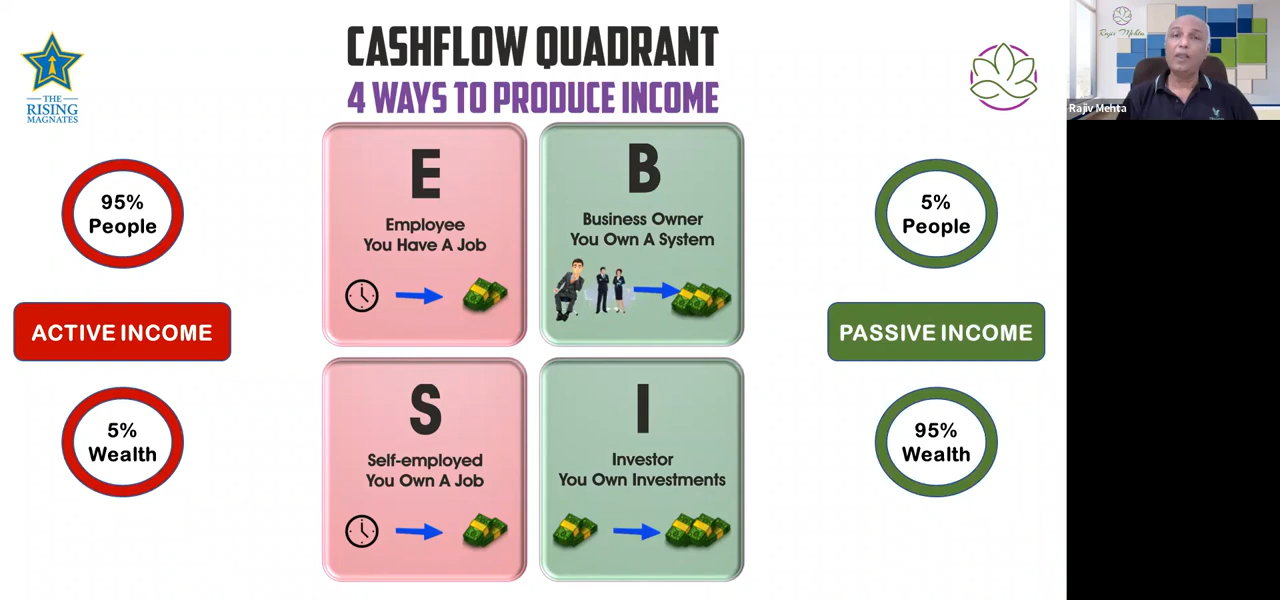 CASHFLOW QUADRANT
4 WAYS TO PRODUCE INCOME
THE
RISING
MAGNATES
95%
People
ACTIVE INCOME
5%
Wealth
E
Employee
You Have A Job
B
Business Owner
You Own A System
S
Self-employed
You Own A Job
I
Investor
You Own Investments
5%
People
PASSIVE INCOME
95%
Wealth
Rajiv Mehta
Rajiv Mehta